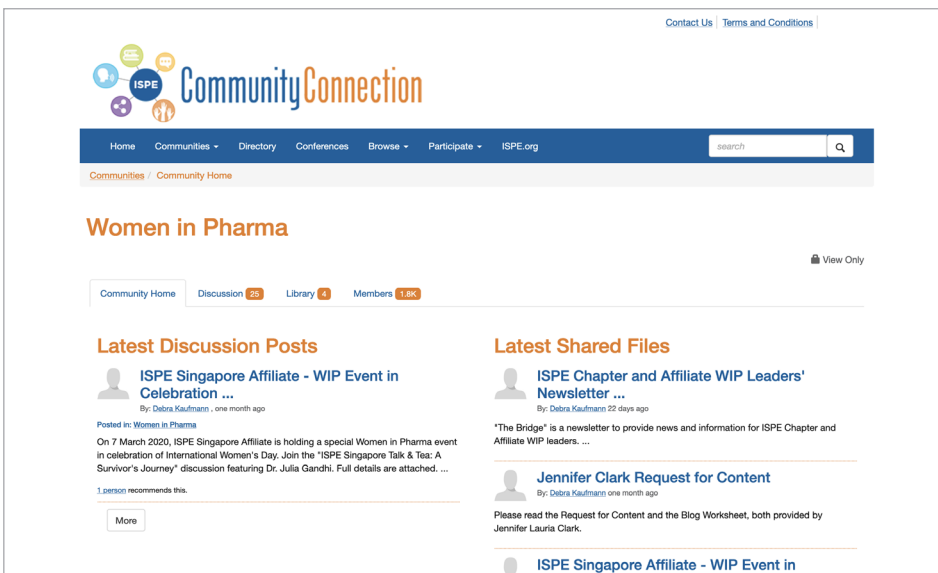 Contact Us Terms and Conditions
ISPE CommunityConnection
Home Communities Directory Conferences Browse Participate ISPE.org search
Communities / Community Home
Women in Pharma
View Only
Community Home Discussion 25 Library 4 Members 1.8K
Latest Discussion Posts
ISPE Singapore Affiliate - WIP Event in
Celebration ...
By: Debra Kaufmann , one month ago
Posted in: Women in Pharma
On 7 March 2020, ISPE Singapore Affiliate is holding a special Women in Pharma event
in celebration of International Women's Day. Join the "ISPE Singapore Talk & Tea: A
Survivor's Journey" discussion featuring Dr. Julia Gandhi. Full details are attached. ...
1 person recommends this.
More
Latest Shared Files
ISPE Chapter and Affiliate WIP Leaders'
Newsletter ...
By: Debra Kaufmann 22 days ago
"The Bridge" is a newsletter to provide news and information for ISPE Chapter and
Affiliate WIP leaders. ...
Jennifer Clark Request for Content
By: Debra Kaufmann one month ago
Please read the Request for Content and the Blog Worksheet, both provided by
Jennifer Lauria Clark.
ISPE Singapore Affiliate - WIP Event in